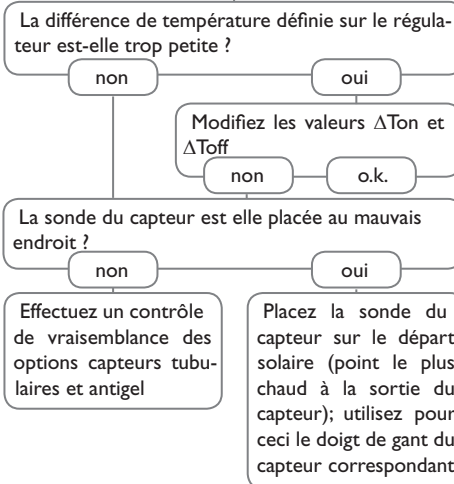 La différence de température définie sur le régula-
teur est-elle trop petite ?
non
oui
Modifiez les valeurs ΔTon et
ΔToff
non
o.k.
La sonde du capteur est elle placée au mauvais
endroit ?
non
oui
Effectuez un contrôle
de vraisemblance des
options capteurs tubu-
laires et antigel
Placez la sonde du
capteur sur le départ
solaire (point le plus
chaud à la sortie du
capteur); utilisez pour
ceci le doigt de gant du
capteur correspondant